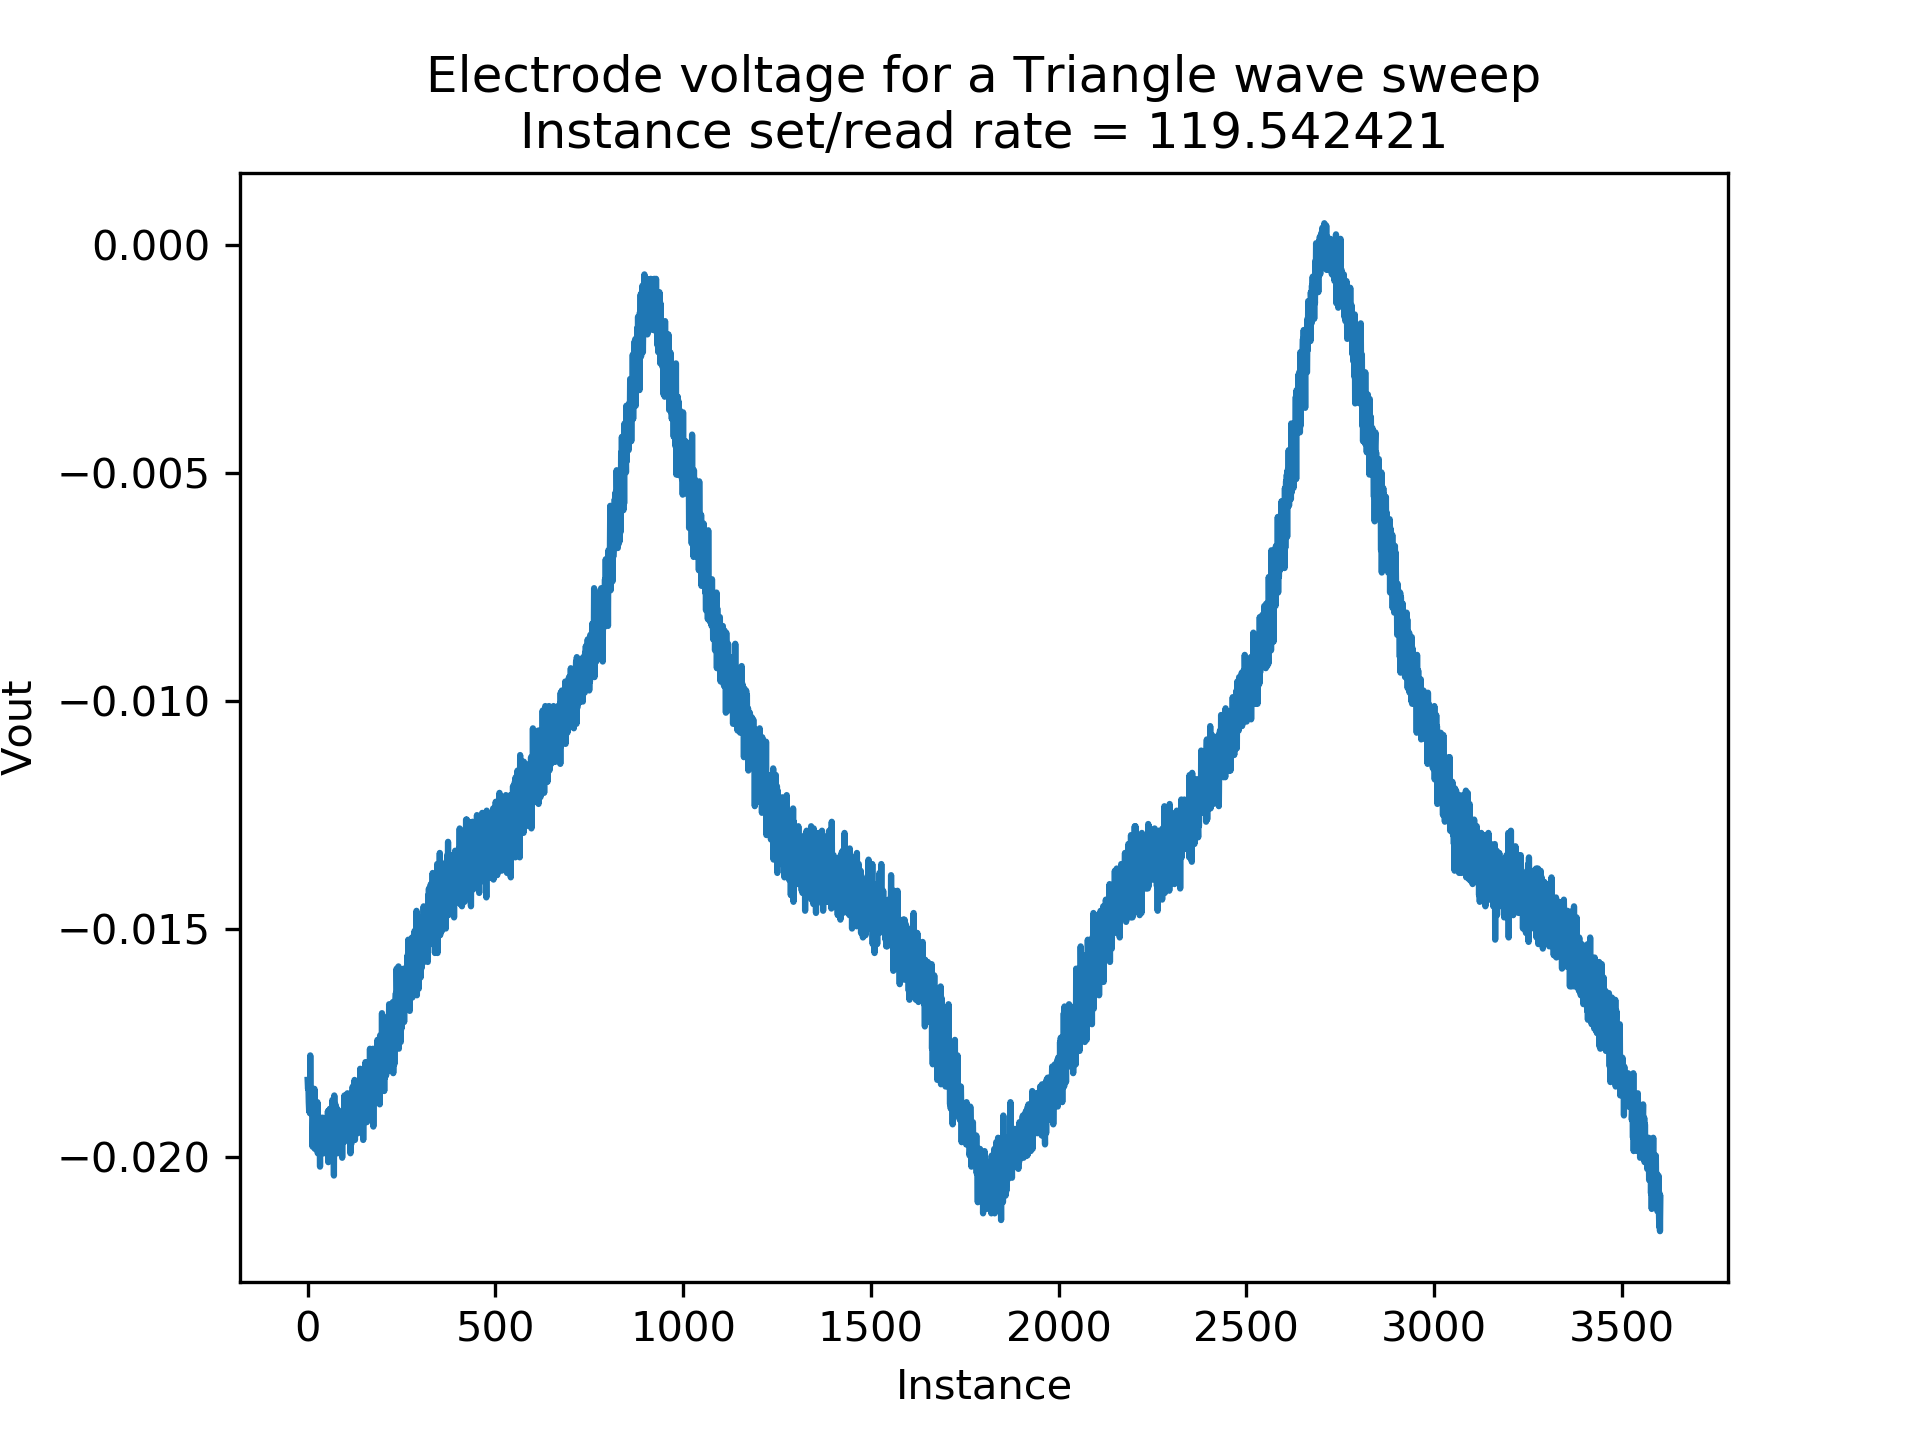 Electrode voltage for a Triangle wave sweep
Instance set/read rate = 119.542421
0.000
−0.005
−0.010
−0.015
−0.020
Vout
0 500 1000 1500 2000 2500 3000 3500
Instance